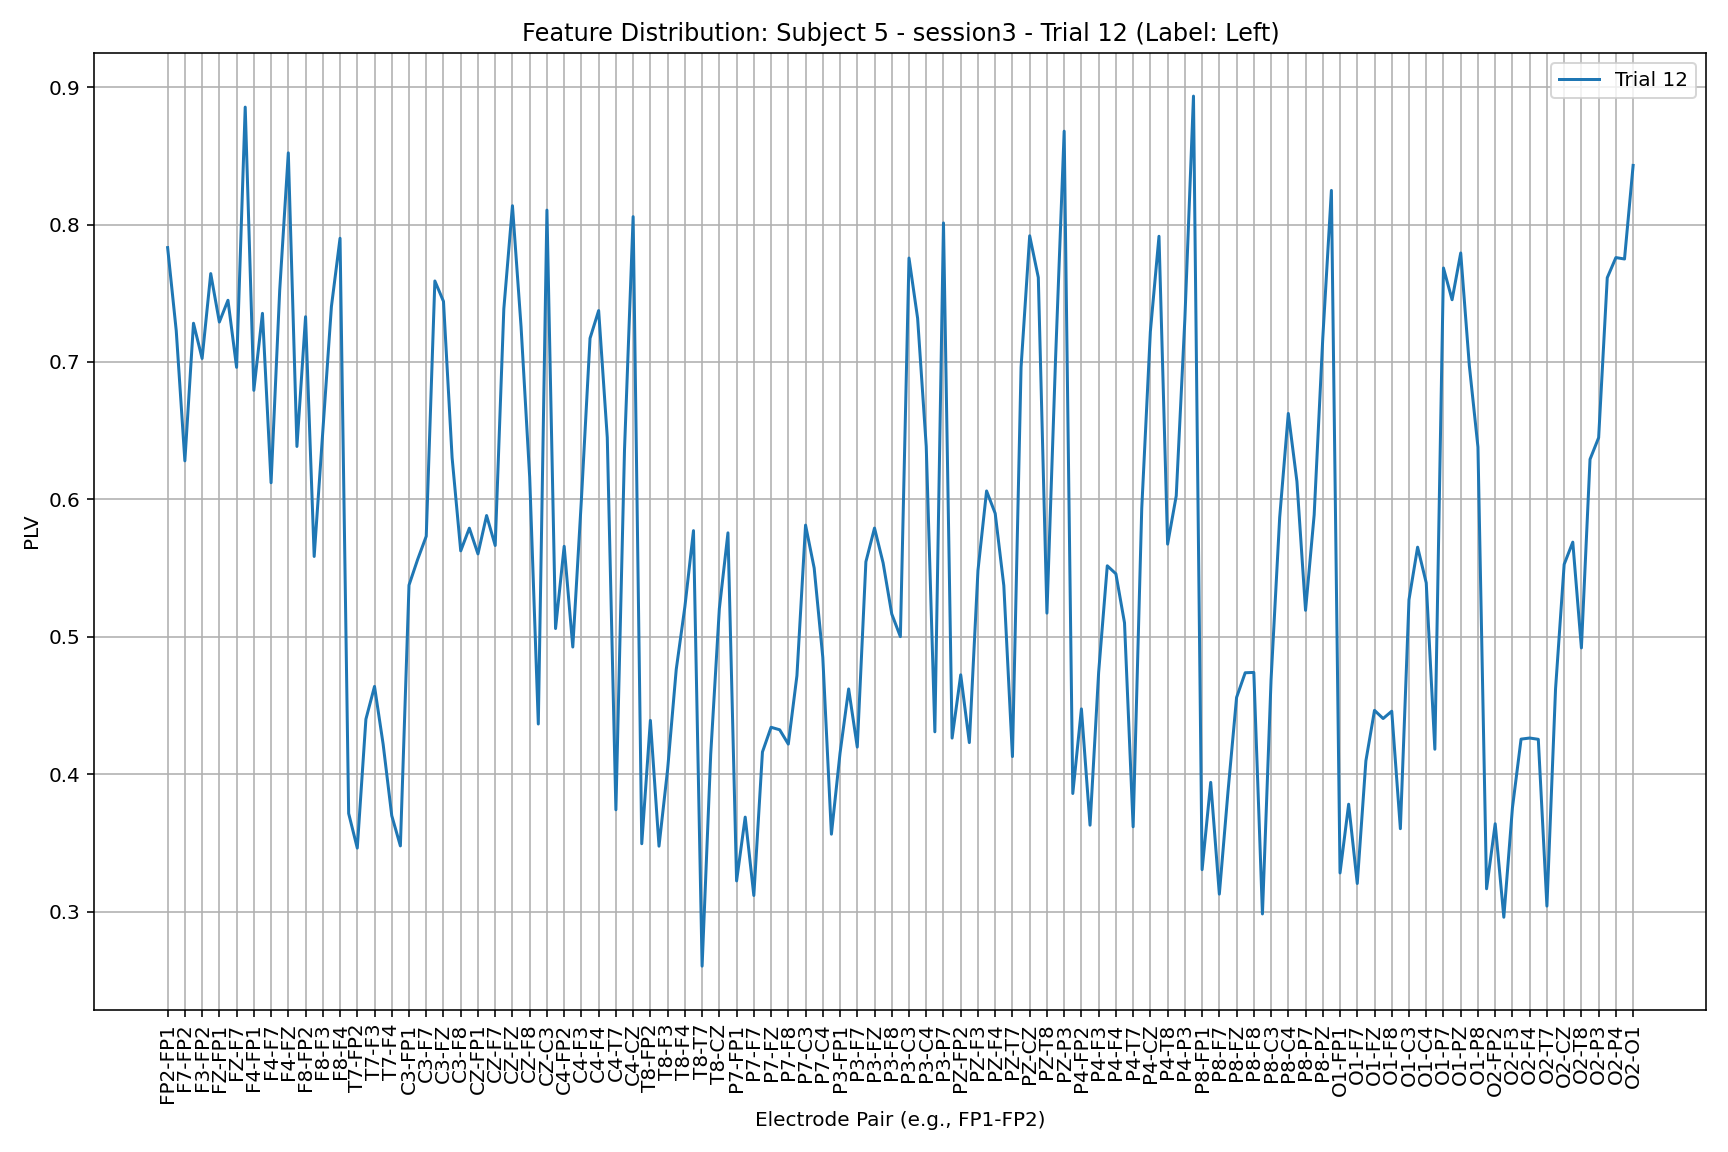 Feature Distribution: Subject 5 - session3 - Trial 12 (Label: Left)
Trial 12
PLV
0.9
0.8
0.7
0.6
0.5
0.4
0.3
FP2-FP1
F7-FP2
F3-FP2
FZ-FP1
FZ-F7
F4-FP1
F4-F7
F4-FZ
F8-FP2
F8-F3
F8-F4
T7-FP2
T7-F3
T7-F4
C3-FP1
C3-F7
C3-FZ
C3-F8
CZ-FP1
CZ-F7
CZ-FZ
CZ-F8
CZ-C3
C4-FP2
C4-F3
C4-F4
C4-T7
C4-CZ
T8-FP2
T8-F3
T8-F4
T8-T7
T8-CZ
P7-FP1
P7-F7
P7-FZ
P7-F8
P7-C3
P7-C4
P3-FP1
P3-F7
P3-FZ
P3-F8
P3-C3
P3-C4
P3-P7
PZ-FP2
PZ-F3
PZ-F4
PZ-T7
PZ-CZ
PZ-T8
PZ-P3
P4-FP2
P4-F3
P4-F4
P4-T7
P4-CZ
P4-T8
P4-P3
P8-FP1
P8-F7
P8-FZ
P8-F8
P8-C3
P8-C4
P8-P7
P8-PZ
O1-FP1
O1-F7
O1-FZ
O1-F8
O1-C3
O1-C4
O1-P7
O1-PZ
O1-P8
O2-FP2
O2-F3
O2-F4
O2-T7
O2-CZ
O2-T8
O2-P3
O2-P4
O2-O1
Electrode Pair (e.g., FP1-FP2)